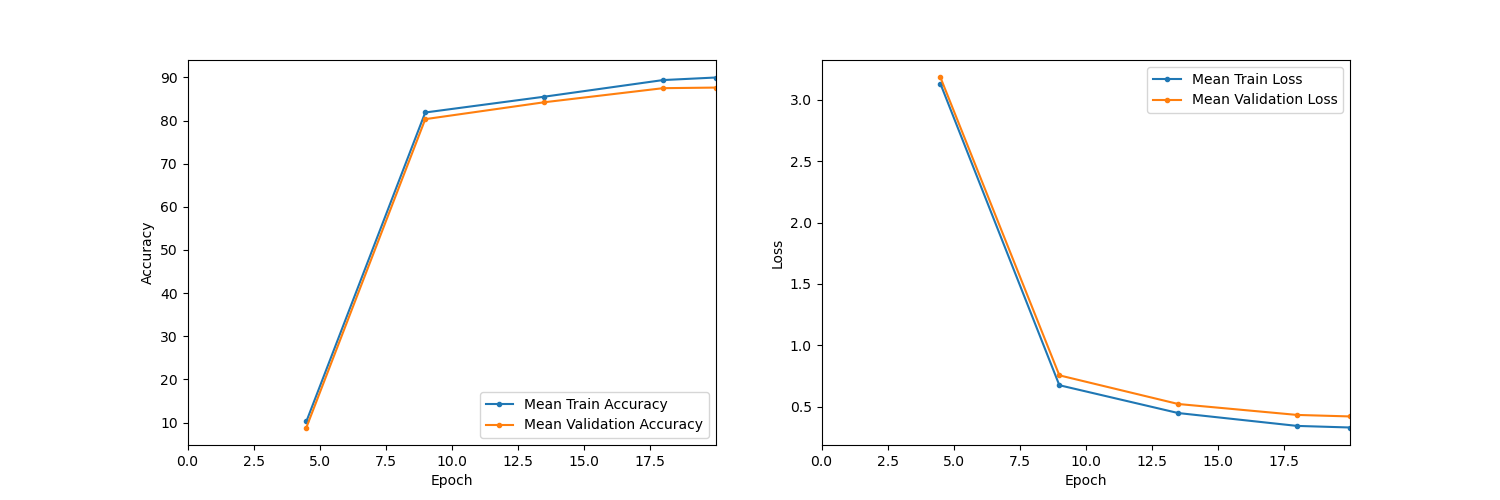 90
80
70
60
50
40
30
20
10
Accuracy
Mean Train Accuracy
Mean Validation Accuracy
0.0 2.5 5.0 7.5 10.0 12.5 15.0 17.5
Epoch
3.0
2.5
2.0
1.5
1.0
0.5
Loss
Mean Train Loss
Mean Validation Loss
0.0 2.5 5.0 7.5 10.0 12.5 15.0 17.5
Epoch